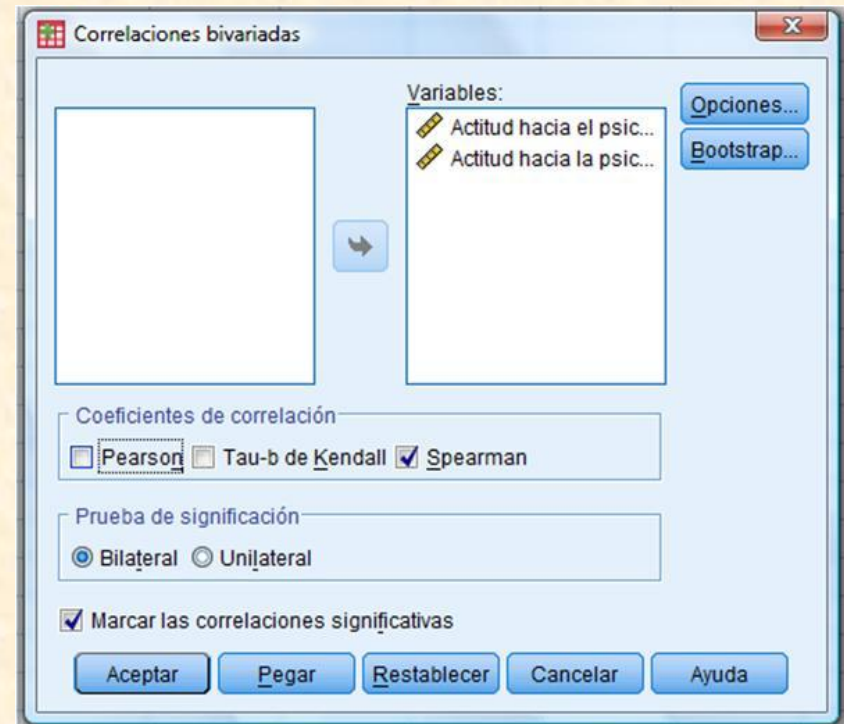 Correlaciones bivariadas
Variables:
Actitud hacia el psic...
Actitud hacia la psic...
Opciones...
Bootstrap...
Coeficientes de correlación
Pearson Tau-b de Kendall Spearman
Prueba de significación
Bilateral Unilateral
Marcar las correlaciones significativas
Aceptar Pegar Restablecer Cancelar Ayuda